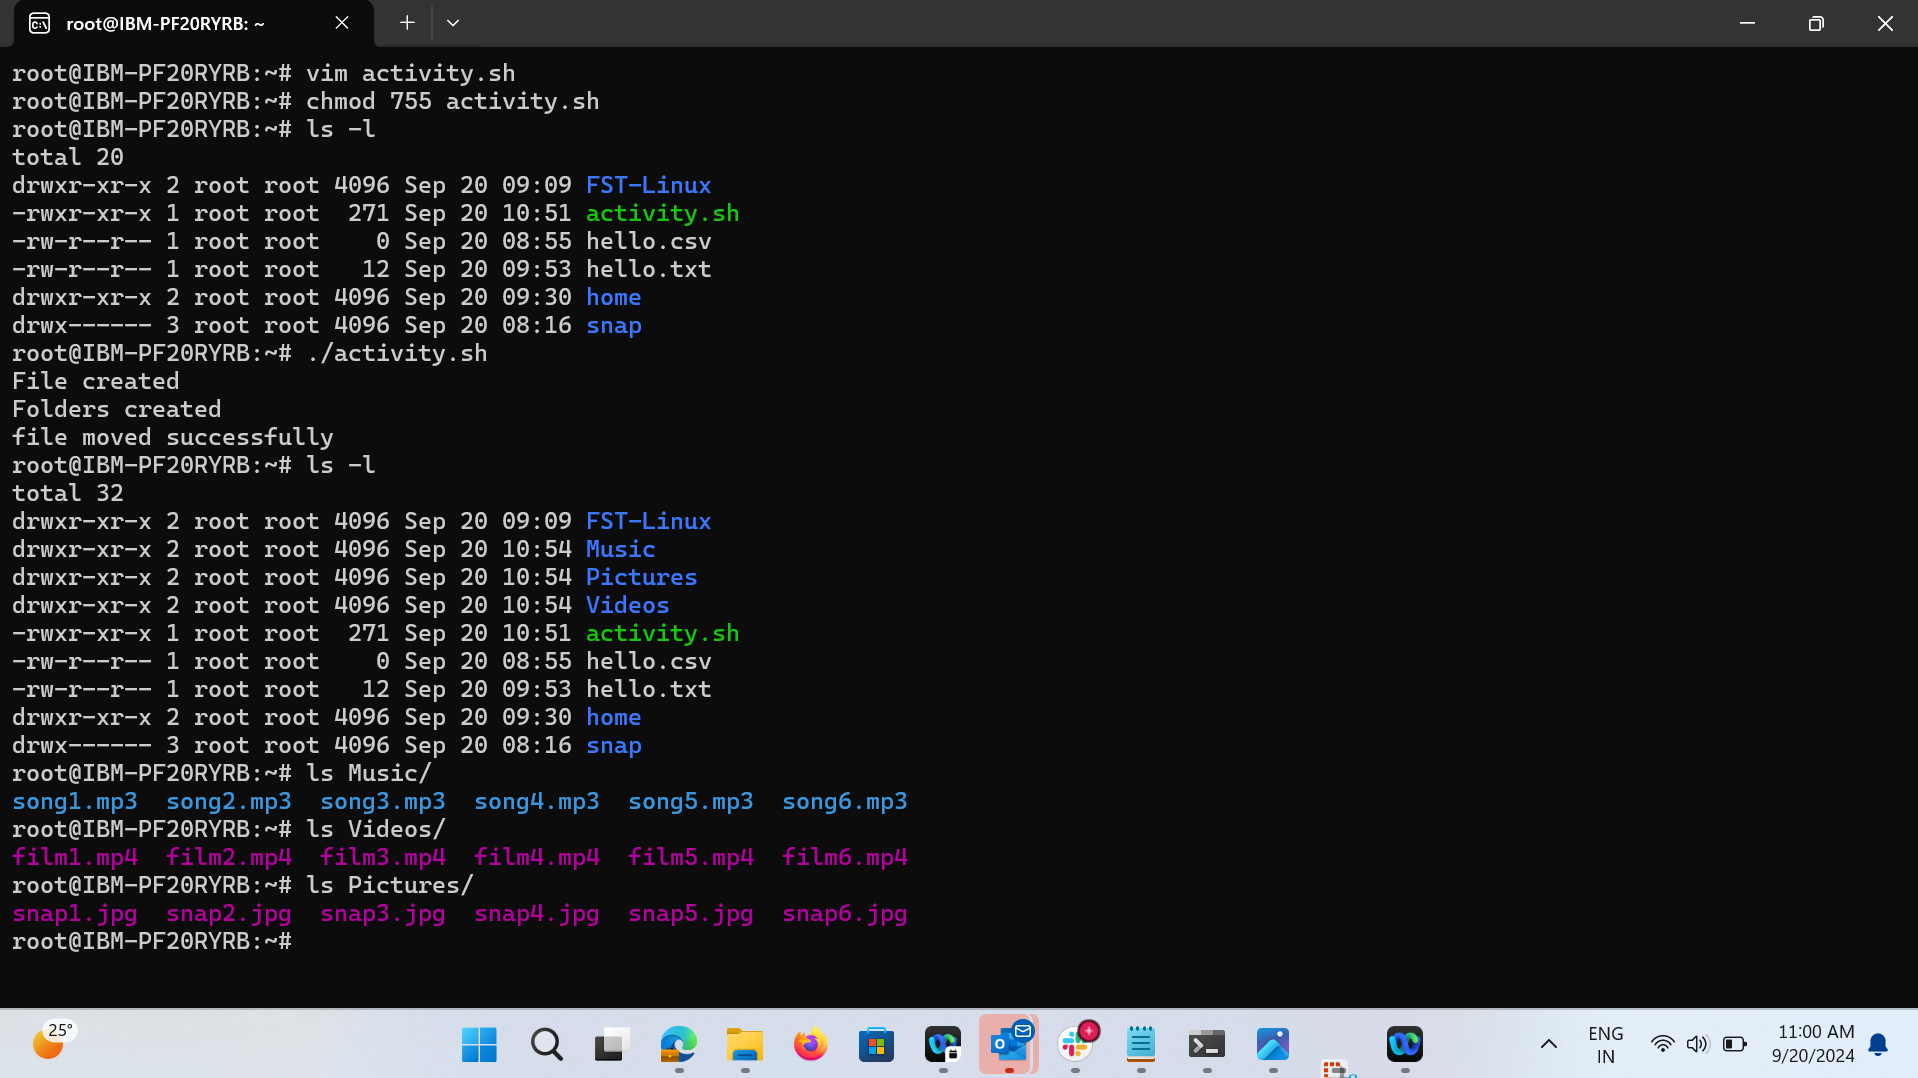 root@IBM-PF20RYRB: ~
root@IBM-PF20RYRB:~# vim activity.sh
root@IBM-PF20RYRB:~# chmod 755 activity.sh
root@IBM-PF20RYRB:~# ls -l
total 20
drwxr-xr-x 2 root root 4096 Sep 20 09:09 FST-Linux
-rwxr-xr-x 1 root root  271 Sep 20 10:51 activity.sh
-rw-r--r-- 1 root root    0 Sep 20 08:55 hello.csv
-rw-r--r-- 1 root root   12 Sep 20 09:53 hello.txt
drwxr-xr-x 2 root root 4096 Sep 20 09:30 home
drwx------ 3 root root 4096 Sep 20 08:16 snap
root@IBM-PF20RYRB:~# ./activity.sh
File created
Folders created
file moved successfully
root@IBM-PF20RYRB:~# ls -l
total 32
drwxr-xr-x 2 root root 4096 Sep 20 09:09 FST-Linux
drwxr-xr-x 2 root root 4096 Sep 20 10:54 Music
drwxr-xr-x 2 root root 4096 Sep 20 10:54 Pictures
drwxr-xr-x 2 root root 4096 Sep 20 10:54 Videos
-rwxr-xr-x 1 root root  271 Sep 20 10:51 activity.sh
-rw-r--r-- 1 root root    0 Sep 20 08:55 hello.csv
-rw-r--r-- 1 root root   12 Sep 20 09:53 hello.txt
drwxr-xr-x 2 root root 4096 Sep 20 09:30 home
drwx------ 3 root root 4096 Sep 20 08:16 snap
root@IBM-PF20RYRB:~# ls Music/
song1.mp3  song2.mp3  song3.mp3  song4.mp3  song5.mp3  song6.mp3
root@IBM-PF20RYRB:~# ls Videos/
film1.mp4  film2.mp4  film3.mp4  film4.mp4  film5.mp4  film6.mp4
root@IBM-PF20RYRB:~# ls Pictures/
snap1.jpg  snap2.jpg  snap3.jpg  snap4.jpg  snap5.jpg  snap6.jpg
root@IBM-PF20RYRB:~#
25°
ENG
IN
11:00 AM
9/20/2024